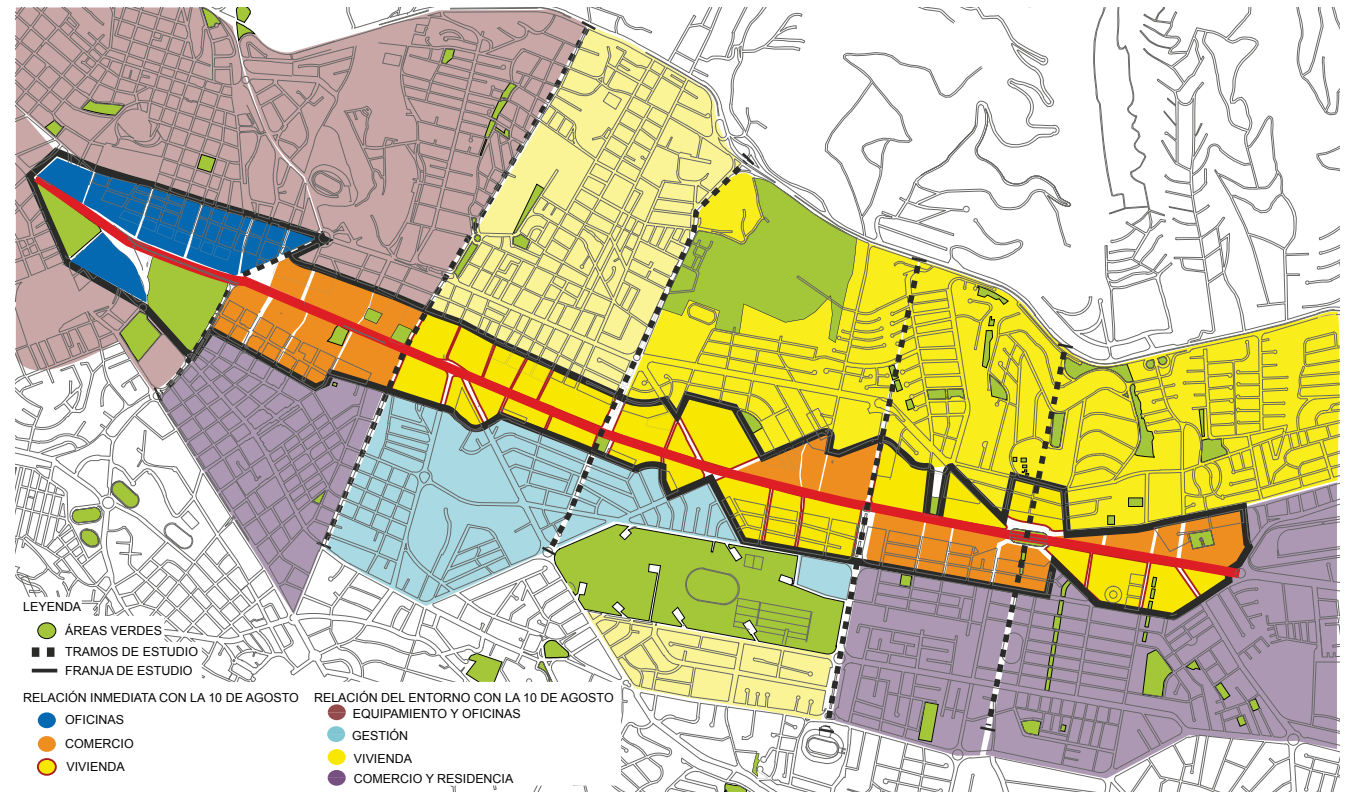 LEYENDA
ÁREAS VERDES
TRAMOS DE ESTUDIO
FRANJA DE ESTUDIO
RELACIÓN INMEDIATA CON LA 10 DE AGOSTO
OFICINAS
COMERCIO
VIVIENDA
RELACIÓN DEL ENTORNO CON LA 10 DE AGOSTO
EQUIPAMIENTO Y OFICINAS
GESTIÓN
VIVIENDA
COMERCIO Y RESIDENCIA